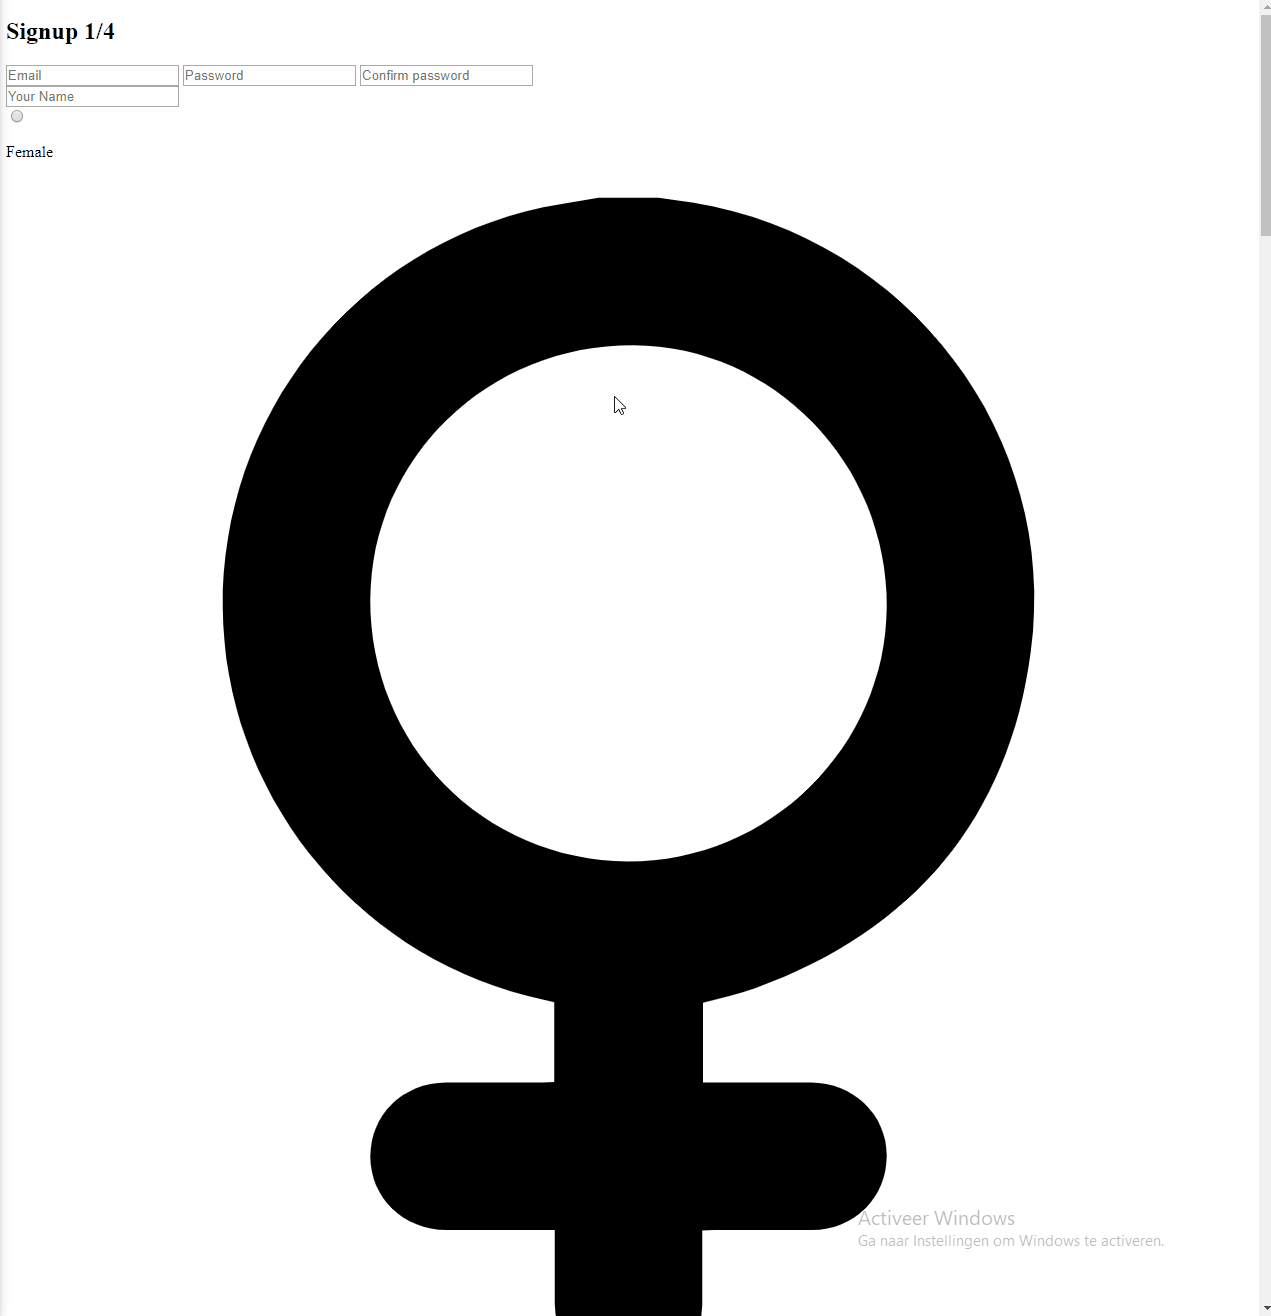 Signup 1/4
Email Password Confirm password
Your Name
Female
Activeer Windows
Ga naar Instellingen om Windows te activeren.